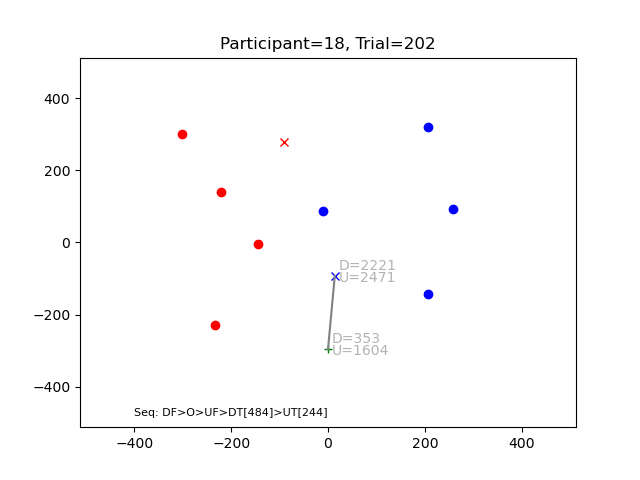 Participant=18, Trial=202
400
200
0
−200
−400
D=2221
U=2471
D=353
U=1604
Seq: DF>O>UF>DT[484]>UT[244]
−400 −200 0 200 400